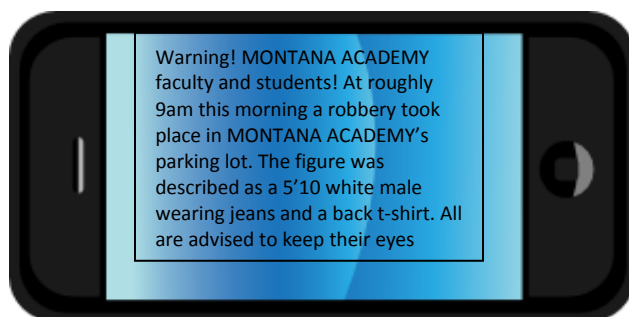 Warning! MONTANA ACADEMY
faculty and students! At roughly
9am this morning a robbery took
place in MONTANA ACADEMY’s
parking lot. The figure was
described as a 5’10 white male
wearing jeans and a back t-shirt. All
are advised to keep their eyes